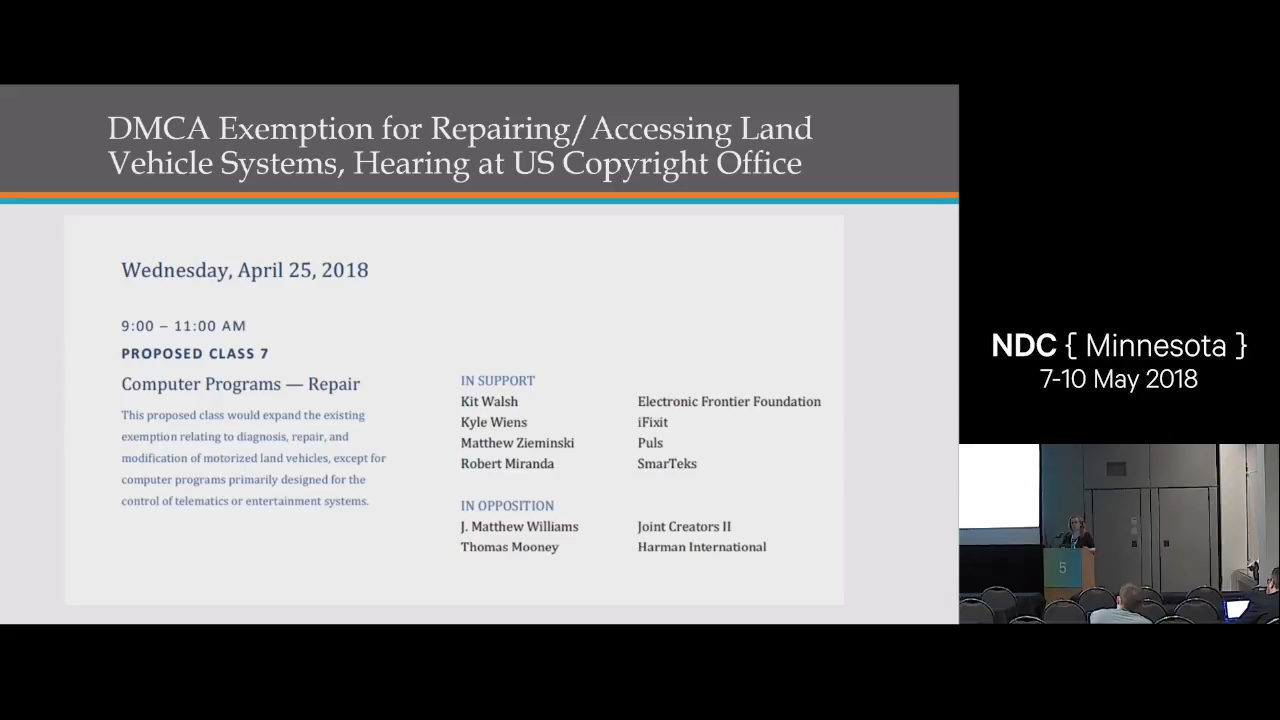 DMCA Exemption for Repairing/Accessing Land
Vehicle Systems, Hearing at US Copyright Office
Wednesday, April 25, 2018
9:00 – 11:00 AM
PROPOSED CLASS 7
Computer Programs — Repair
This proposed class would expand the existing
exemption relating to diagnosis, repair, and
modification of motorized land vehicles, except for
computer programs primarily designed for the
control of telematics or entertainment systems.
IN SUPPORT
Kit Walsh Electronic Frontier Foundation
Kyle Wiens iFixit
Matthew Zieminski Puls
Robert Miranda SmarTeks
IN OPPOSITION
J. Matthew Williams Joint Creators II
Thomas Mooney Harman International
NDC { Minnesota }
7-10 May 2018
5